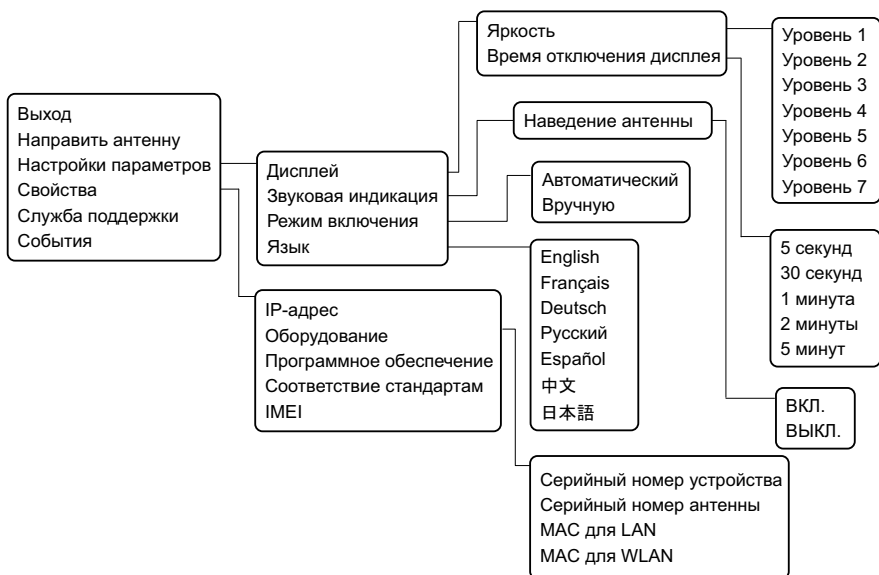 Выход
Направить антенну
Настройки параметров
Свойства
Служба поддержки
События
Дисплей
Звуковая индикация
Режим включения
Язык
Яркость
Время отключения дисплея
Уровень 1
Уровень 2
Уровень 3
Уровень 4
Уровень 5
Уровень 6
Уровень 7
5 секунд
30 секунд
1 минута
2 минуты
5 минут
Наведение антенны
ВКЛ.
ВЫКЛ.
Автоматический
Вручную
English
Français
Deutsch
Русский
Español
中文
日本語
IP-адрес
Оборудование
Программное обеспечение
Соответствие стандартам
IMEI
Серийный номер устройства
Серийный номер антенны
MAC для LAN
MAC для WLAN